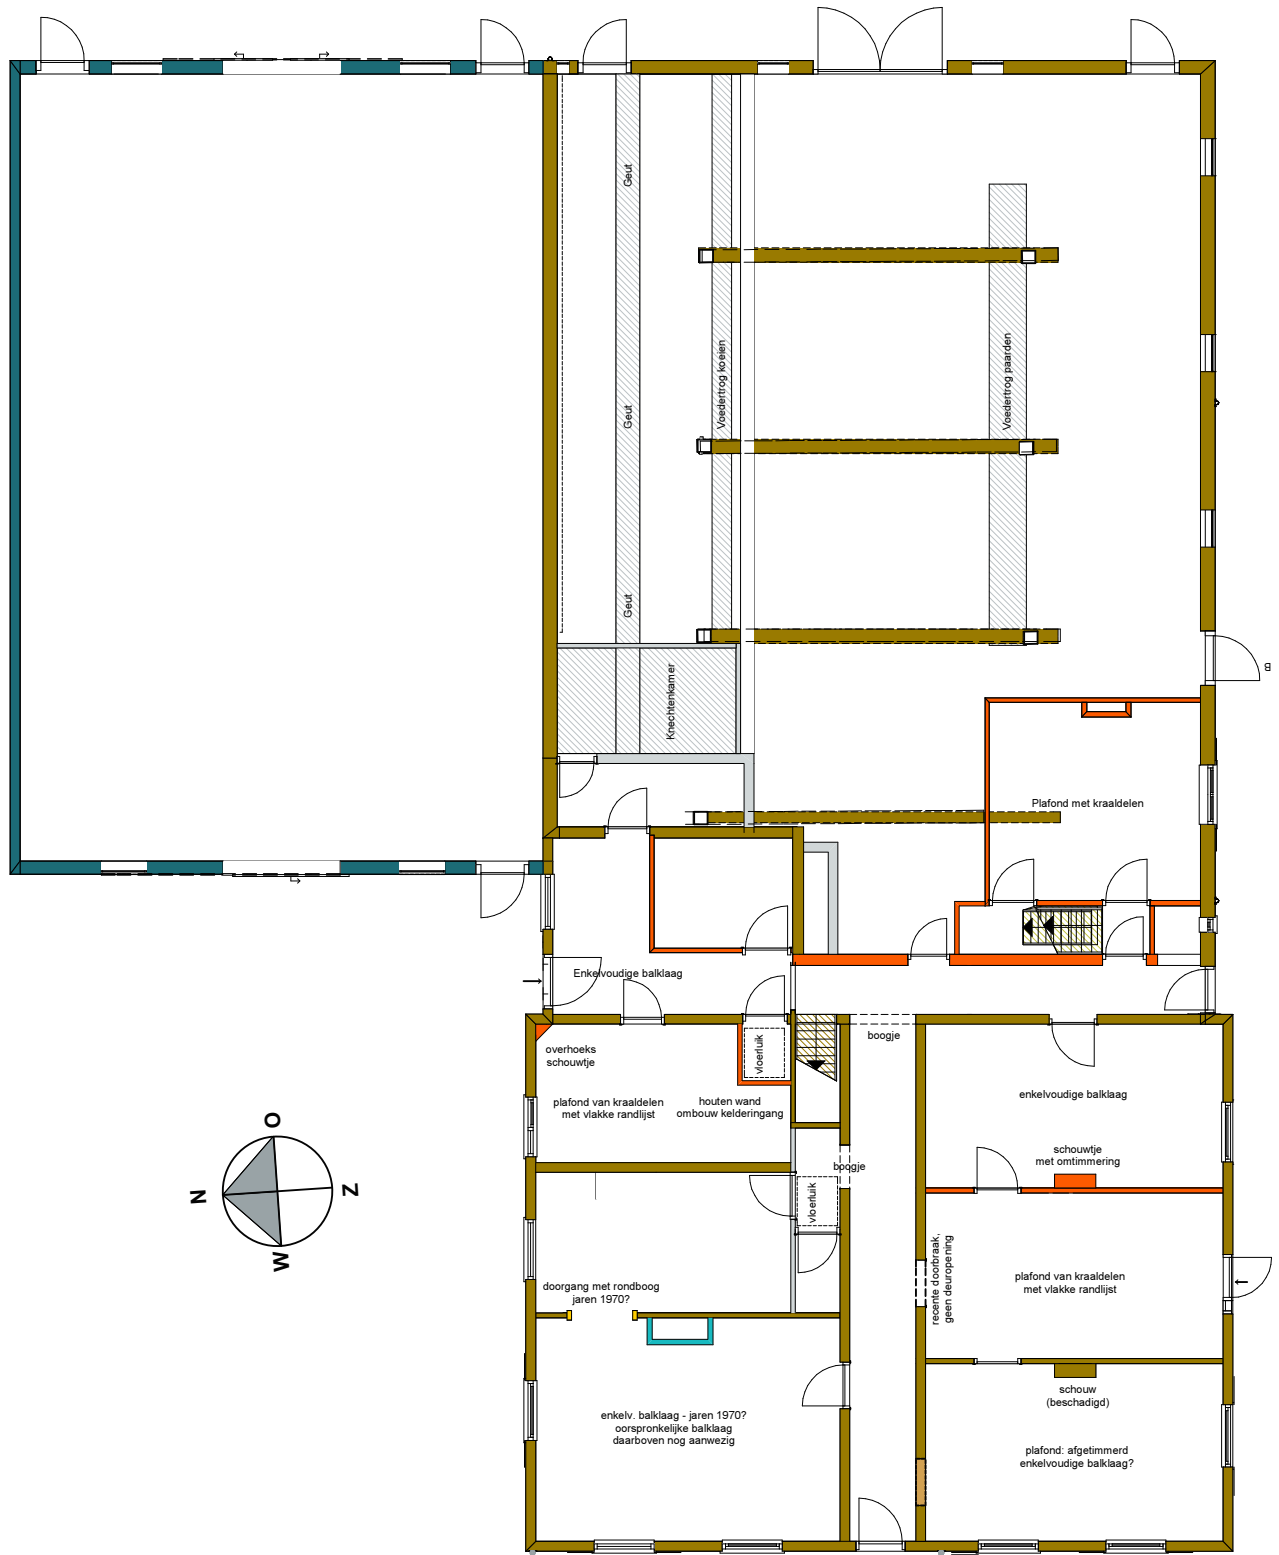 Geut
Geut
Geut
Voedertrog koeien
Voedertrog paarden
Knechtenkamer
B
Plafond met kraaldelen
Enkelvoudige balklaag
boogje
overhoeks
schouwtje
vloerluik
plafond van kraaldelen
met vlakke randlijst
houten wand
ombouw kelderingang
enkelvoudige balklaag
schouwtje
met omtimmering
boogje
vloerluik
O
N
Z
W
doorgang met rondboog
jaren 1970?
recente doorbraak,
geen deuropening
plafond van kraaldelen
met vlakke randlijst
schouw
(beschadigd)
enkelv. balklaag - jaren 1970?
oorspronkelijke balklaag
daarboven nog aanwezig
plafond: afgetimmerd
enkelvoudige balklaag?